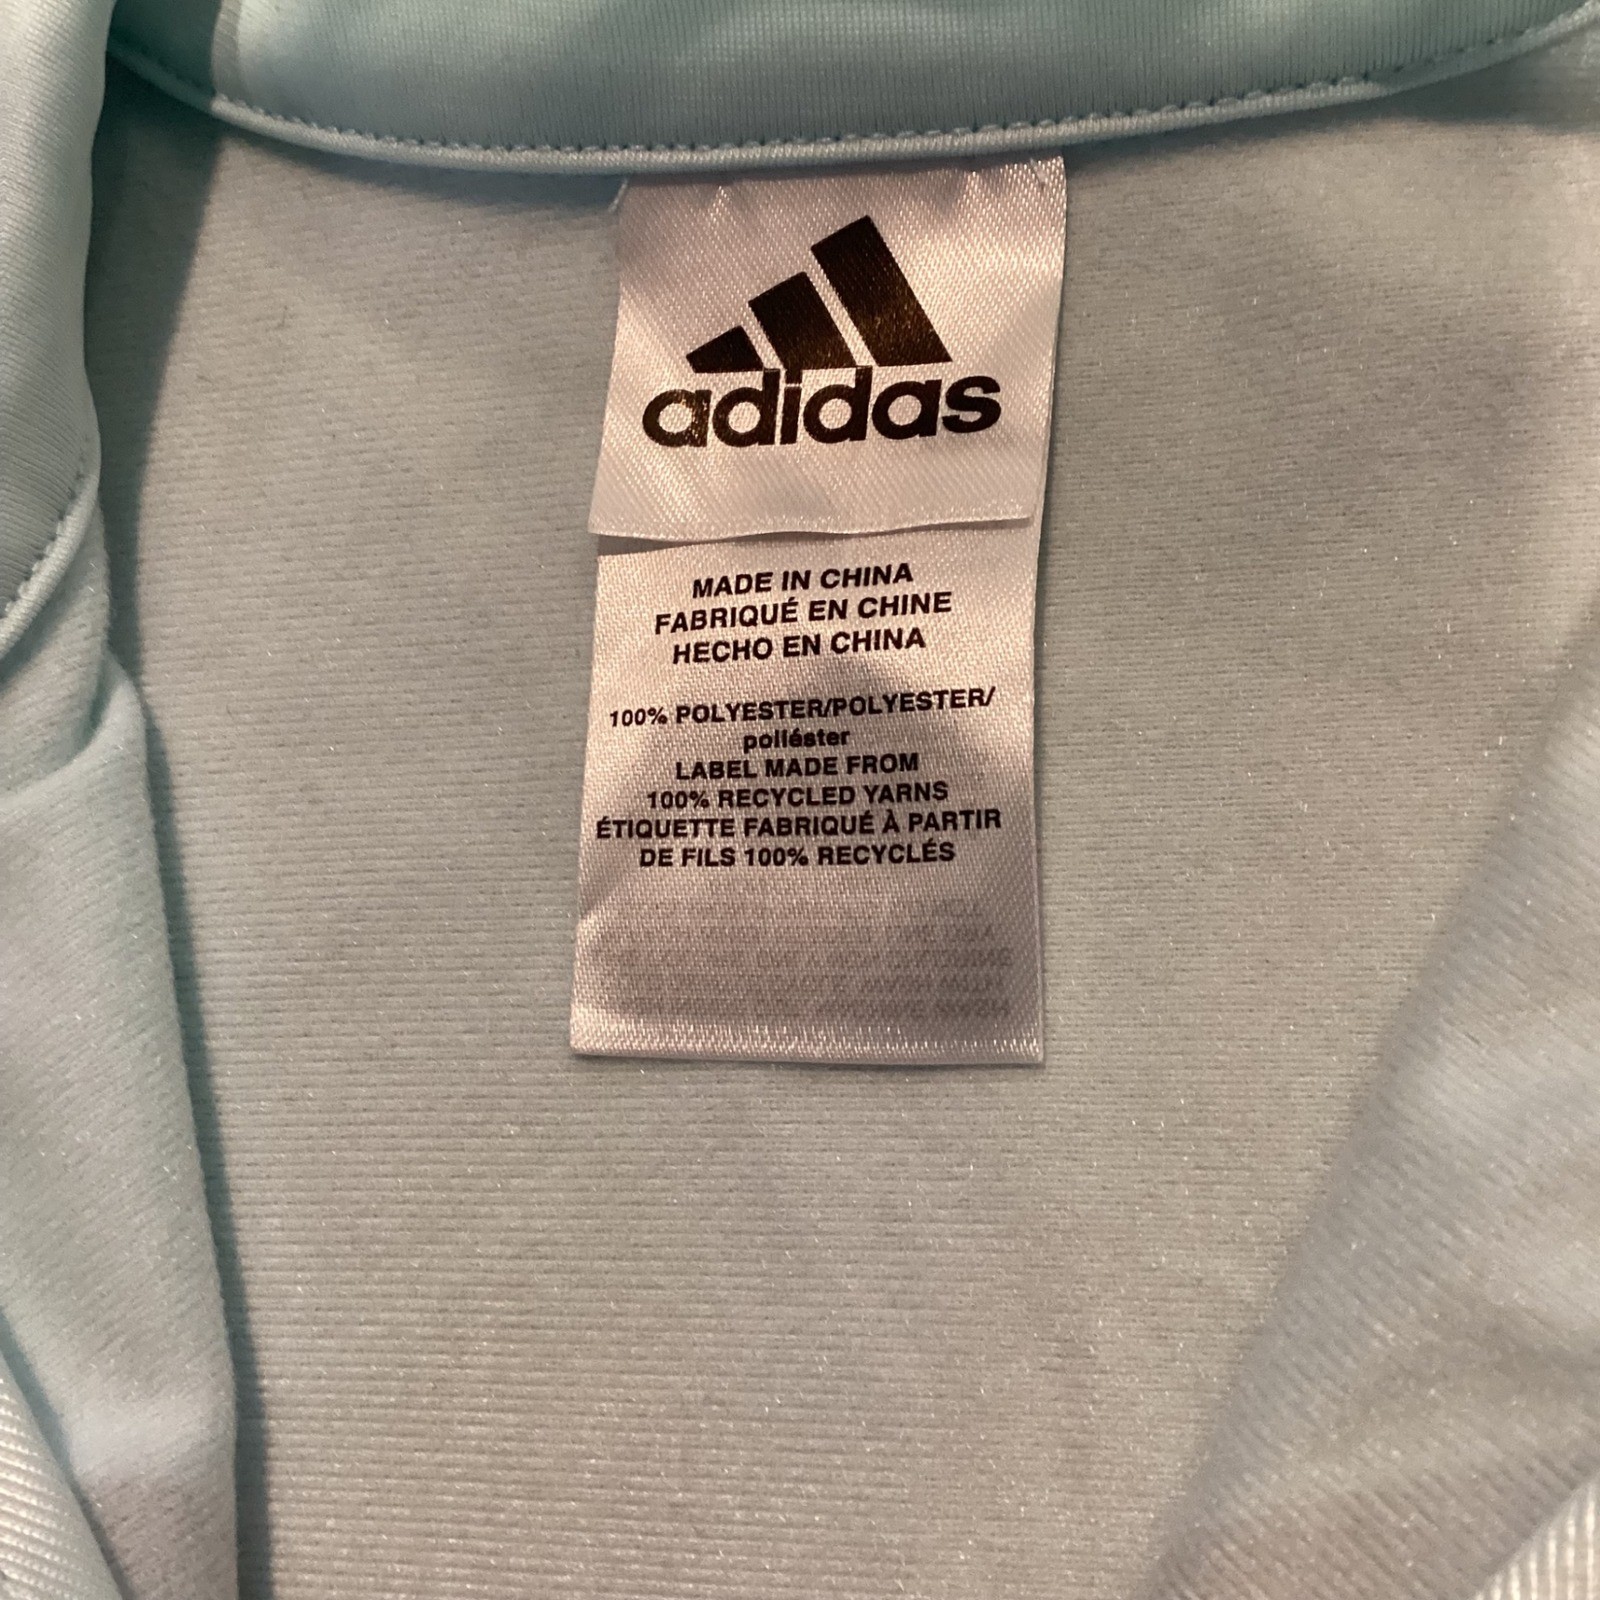 adidas
MADE IN CHINA
FABRIQUÉ EN CHINE
HECHO EN CHINA
100% POLYESTER/POLYESTER/
poliéster
LABEL MADE FROM
100% RECYCLED YARNS
ÉTIQUETTE FABRIQUÉ À PARTIR
DE FILS 100% RECYCLÉS